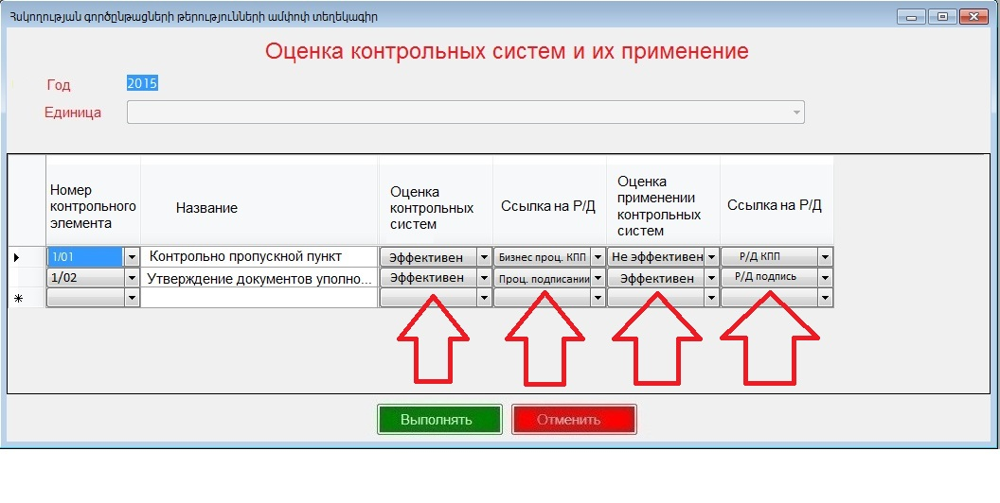 Հսկողության գործընթացների թերությունների ամփոփ տեղեկագիր
Оценка контрольных систем и их применение
Год 2015
Единица
Номер контрольного элемента
Название
Оценка контрольных систем
Ссылка на Р/Д
Оценка применении контрольных систем
Ссылка на Р/Д
1/01 Контрольно пропускной пункт Эффективен Бизнес проц. КПП Не эффективен Р/Д КПП
1/02 Утверждение документов уполно... Эффективен Проц. подписании Эффективен Р/Д подпись
Выполнять Отменить